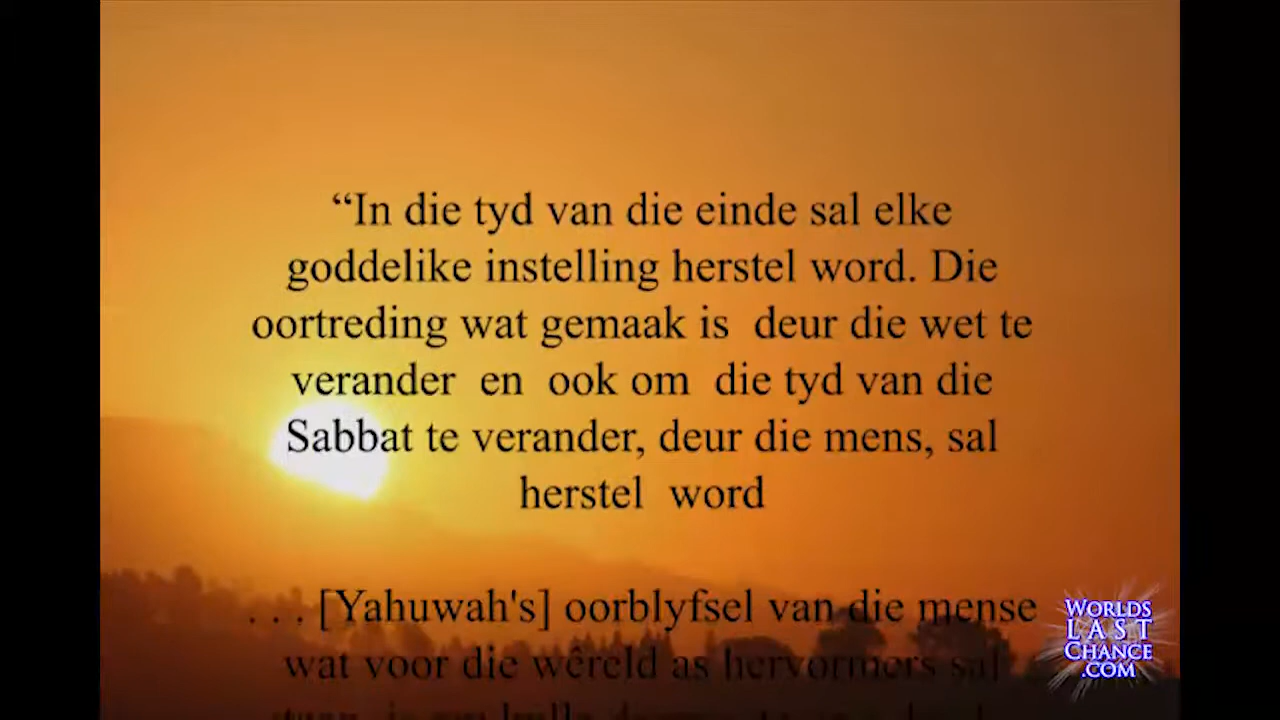 “In die tyd van die einde sal elke
goddelike instelling herstel word. Die
oortreding wat gemaak is deur die wet te
verander en ook om die tyd van die
Sabbat te verander, deur die mens, sal
herstel word
. . . [Yahuwah's] oorblyfsel van die mense
wat voor die wêreld as hervormers sal
WORLDS
LAST
CHANCE
.COM